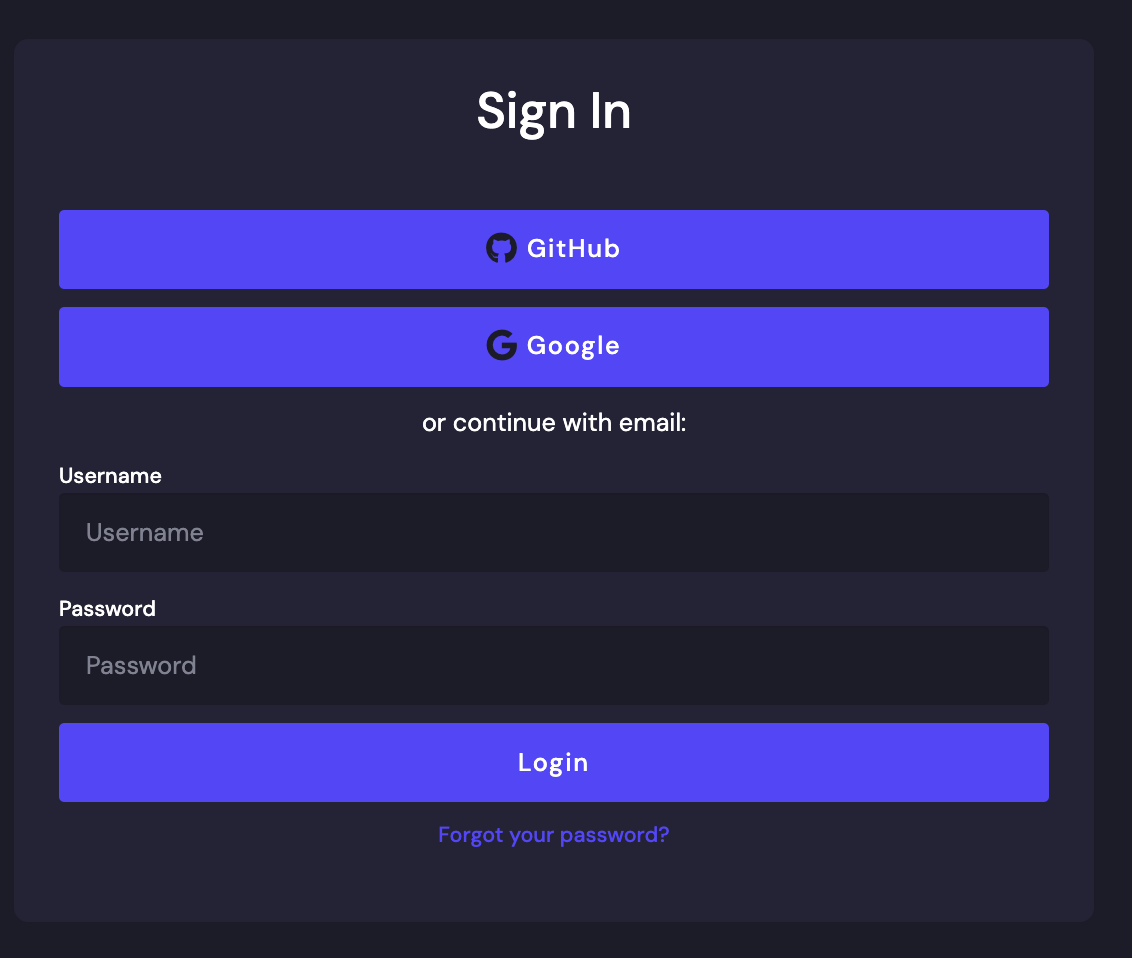 Sign In
GitHub
Google
or continue with email:
Username
Username
Password
Password
Login
Forgot your password?